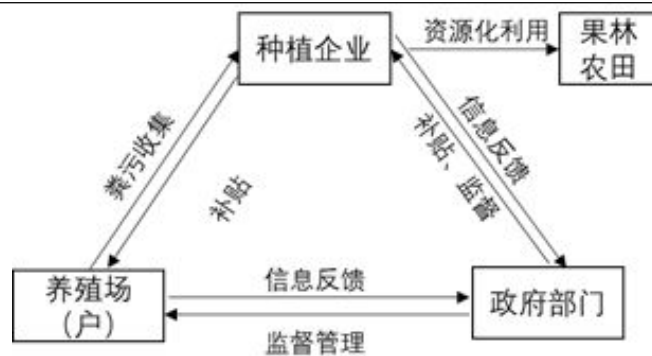 种植企业
资源化利用
果林
农田
粪污收集
补贴
信息反馈
补贴、监督
养殖场
（户）
信息反馈
监督管理
政府部门